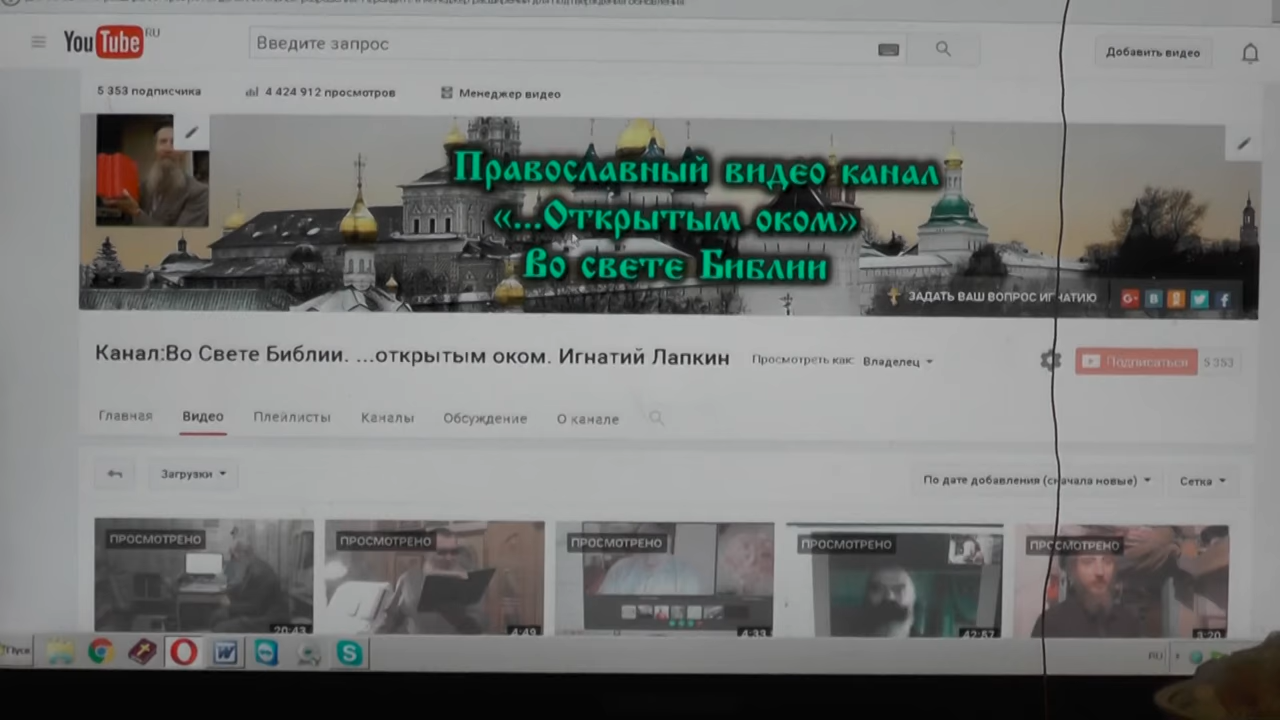 YouTube RU
Введите запрос
Добавить видео
5 353 подписчика
4 424 912 просмотров
Менеджер видео
Православный видео канал
«...Открытым оком»
Во свете Библии
ЗАДАТЬ ВАШ ВОПРОС ИГНАТИЮ
Канал:Во Свете Библии. ...открытым оком. Игнатий Лапкин
Просмотреть как: Владелец
Подписаться 5 353
Главная
Видео
Плейлисты
Каналы
Обсуждение
О канале
Загрузки
По дате добавления (сначала новые)
Сетка
ПРОСМОТРЕНО
ПРОСМОТРЕНО
ПРОСМОТРЕНО
ПРОСМОТРЕНО
ПРОСМОТРЕНО
20:43
4:49
4:33
42:57
3:20
Пуск
RU